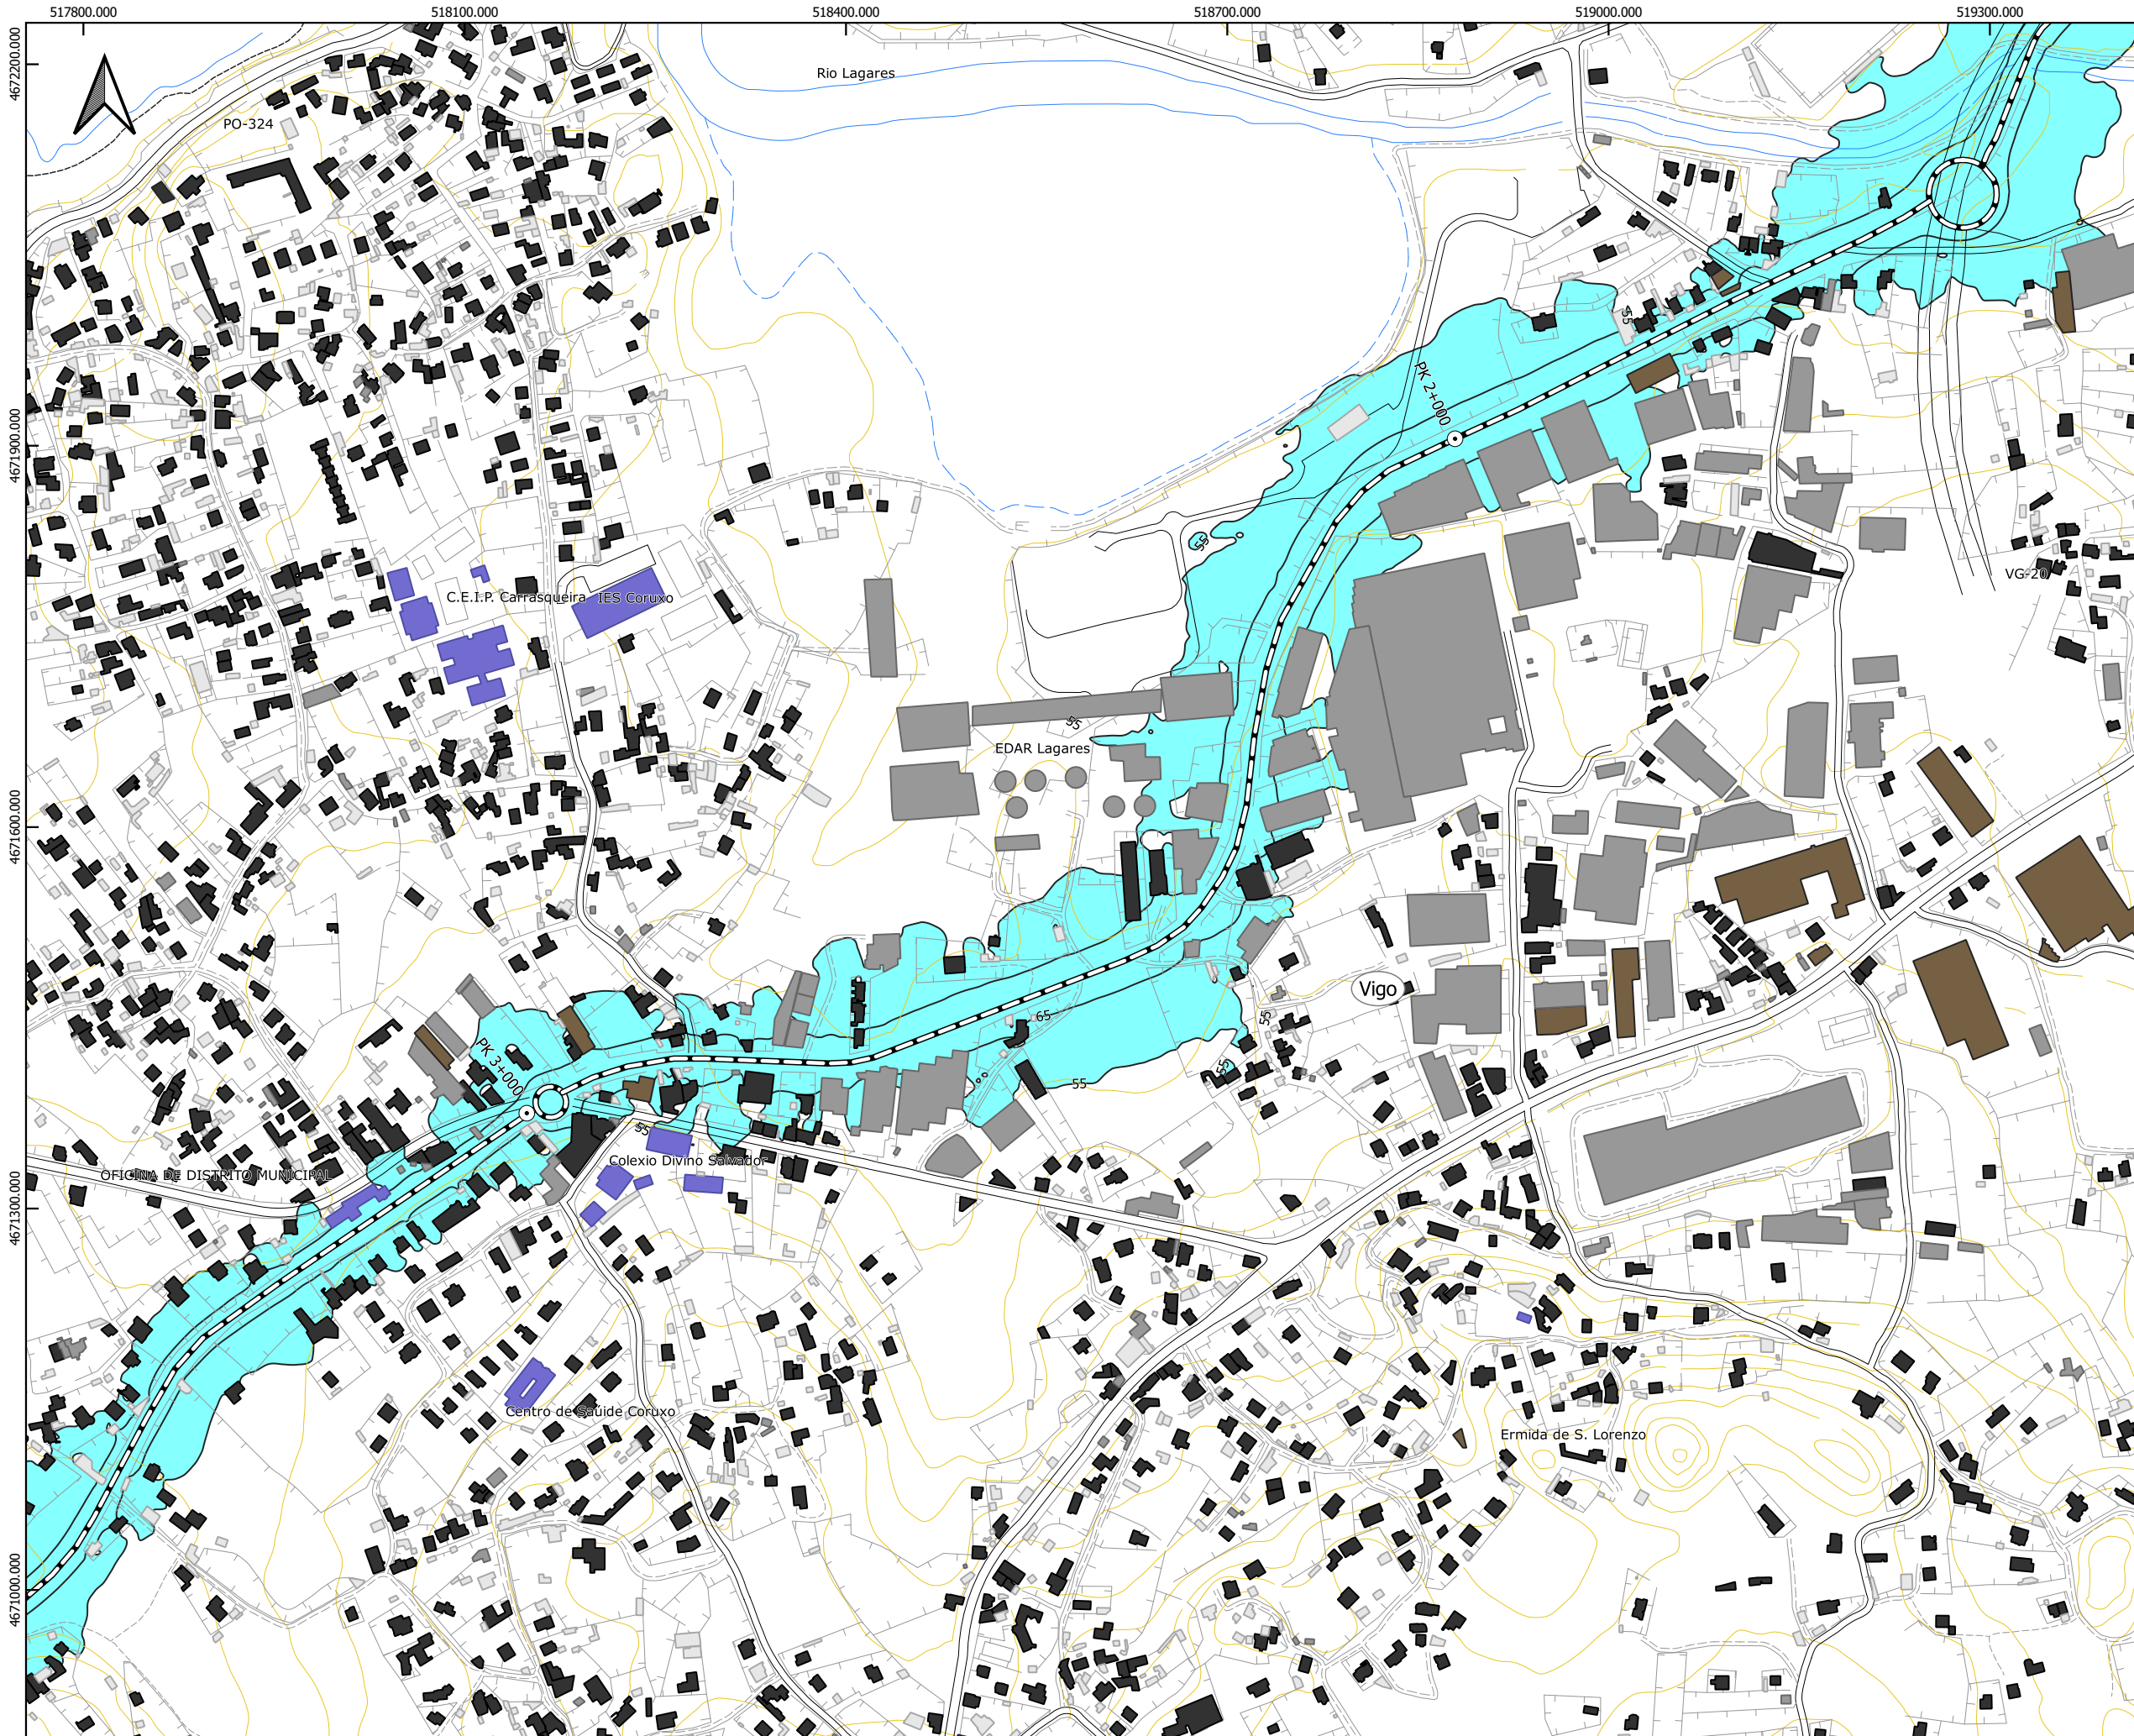 517800.000
518100.000
518400.000
518700.000
519000.000
519300.000
4672200.000
Rio Lagares
PO-324
55
PK 2+000
4671900.000
55
VG-20
C.E.I.P. Carrasqueira
IES Coruxo
55
EDAR Lagares
4671600.000
Vigo
65
55
PK 3+000
55
55
55
Colexio Divino Salvador
OFICINA DE DISTRITO MUNICIPAL
4671300.000
Centro de Saúide Coruxo
Ermida de S. Lorenzo
4671000.000